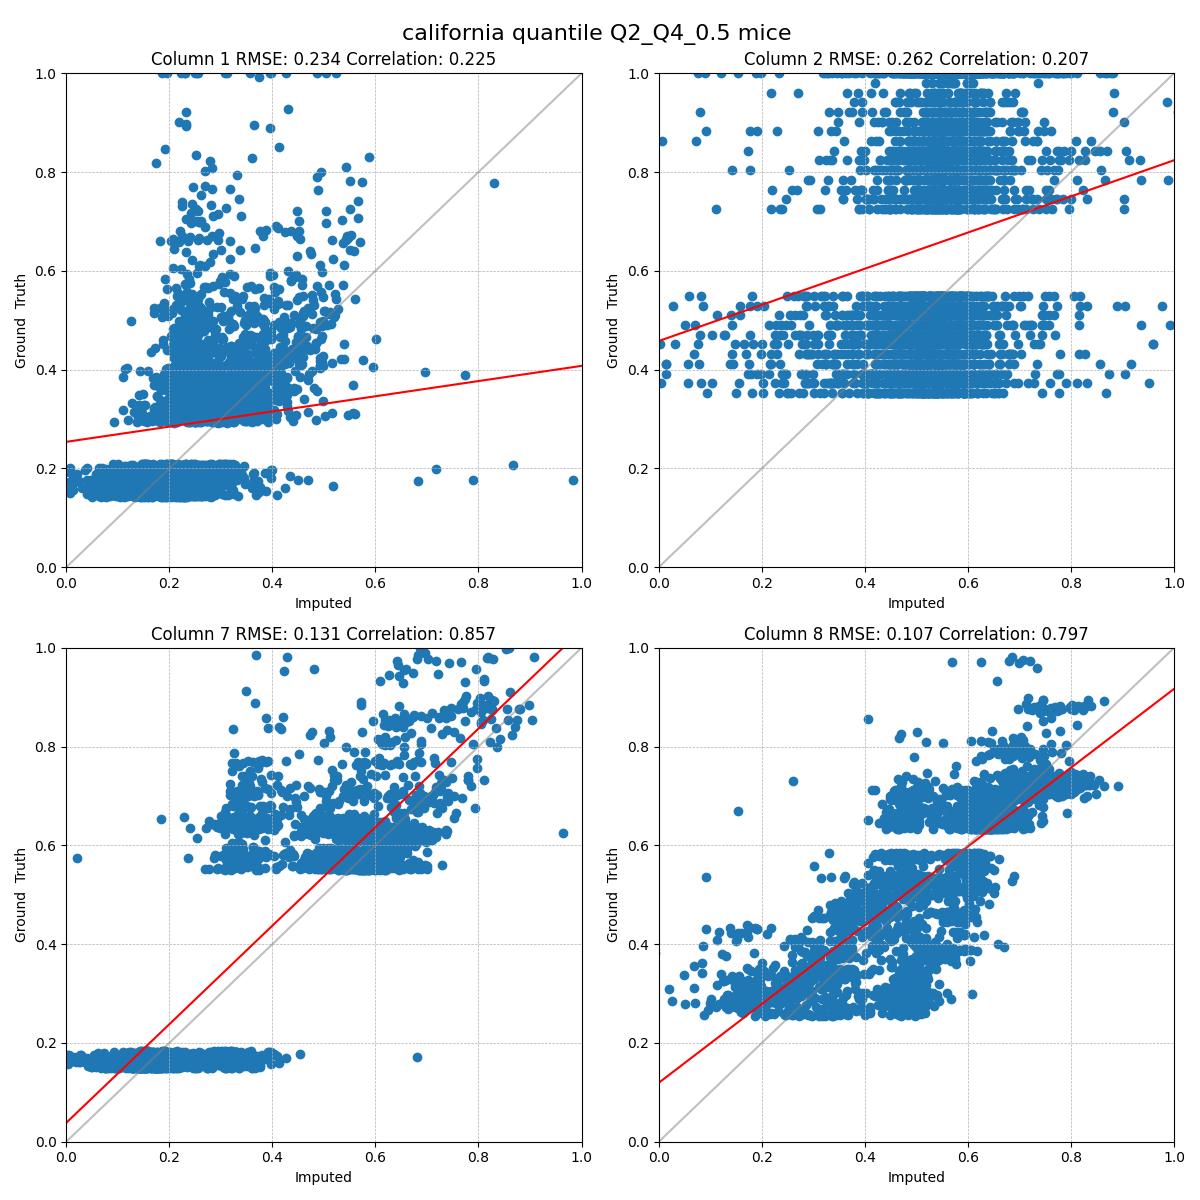 california quantile Q2_Q4_0.5 mice
Column 1 RMSE: 0.234 Correlation: 0.225
1.0
0.8
0.6
0.4
0.2
0.0
Ground Truth
0.0 0.2 0.4 0.6 0.8 1.0
Imputed
Column 2 RMSE: 0.262 Correlation: 0.207
1.0
0.8
0.6
0.4
0.2
0.0
Ground Truth
0.0 0.2 0.4 0.6 0.8 1.0
Imputed
Column 7 RMSE: 0.131 Correlation: 0.857
1.0
0.8
0.6
0.4
0.2
0.0
Ground Truth
0.0 0.2 0.4 0.6 0.8 1.0
Imputed
Column 8 RMSE: 0.107 Correlation: 0.797
1.0
0.8
0.6
0.4
0.2
0.0
Ground Truth
0.0 0.2 0.4 0.6 0.8 1.0
Imputed